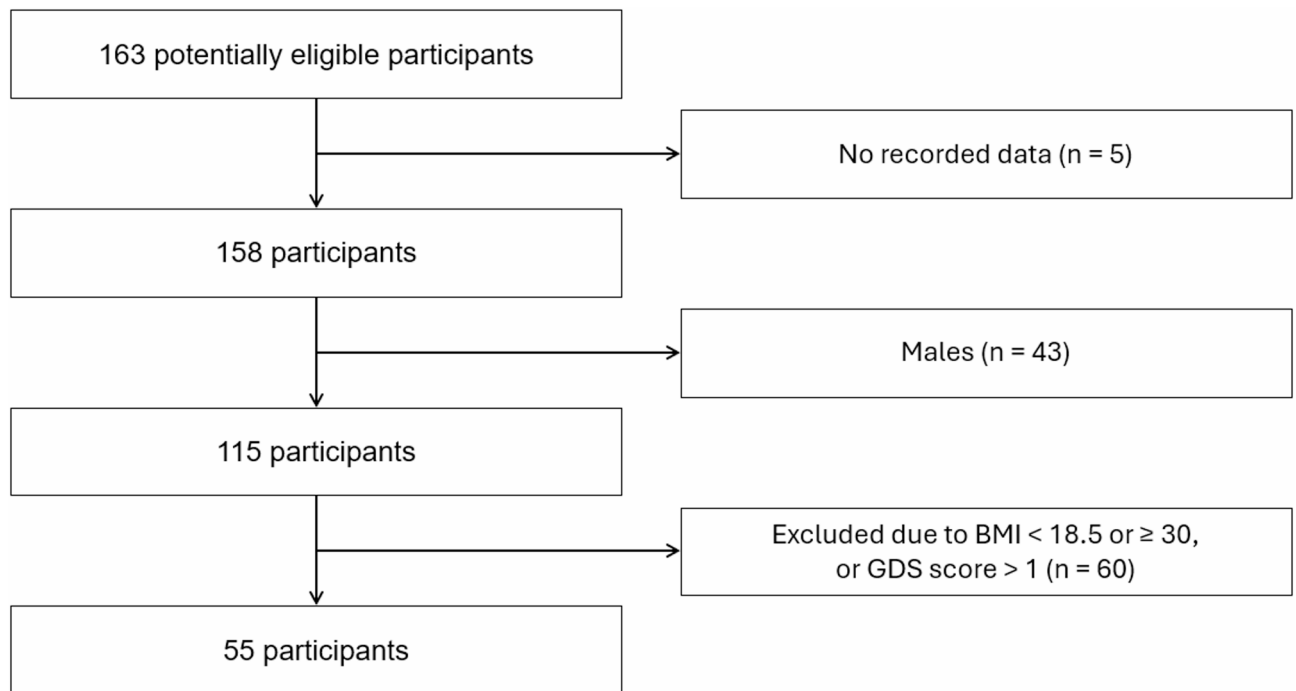 163 potentially eligible participants
No recorded data (n = 5)
158 participants
Males (n = 43)
115 participants
Excluded due to BMI < 18.5 or ≥ 30,
or GDS score > 1 (n = 60)
55 participants